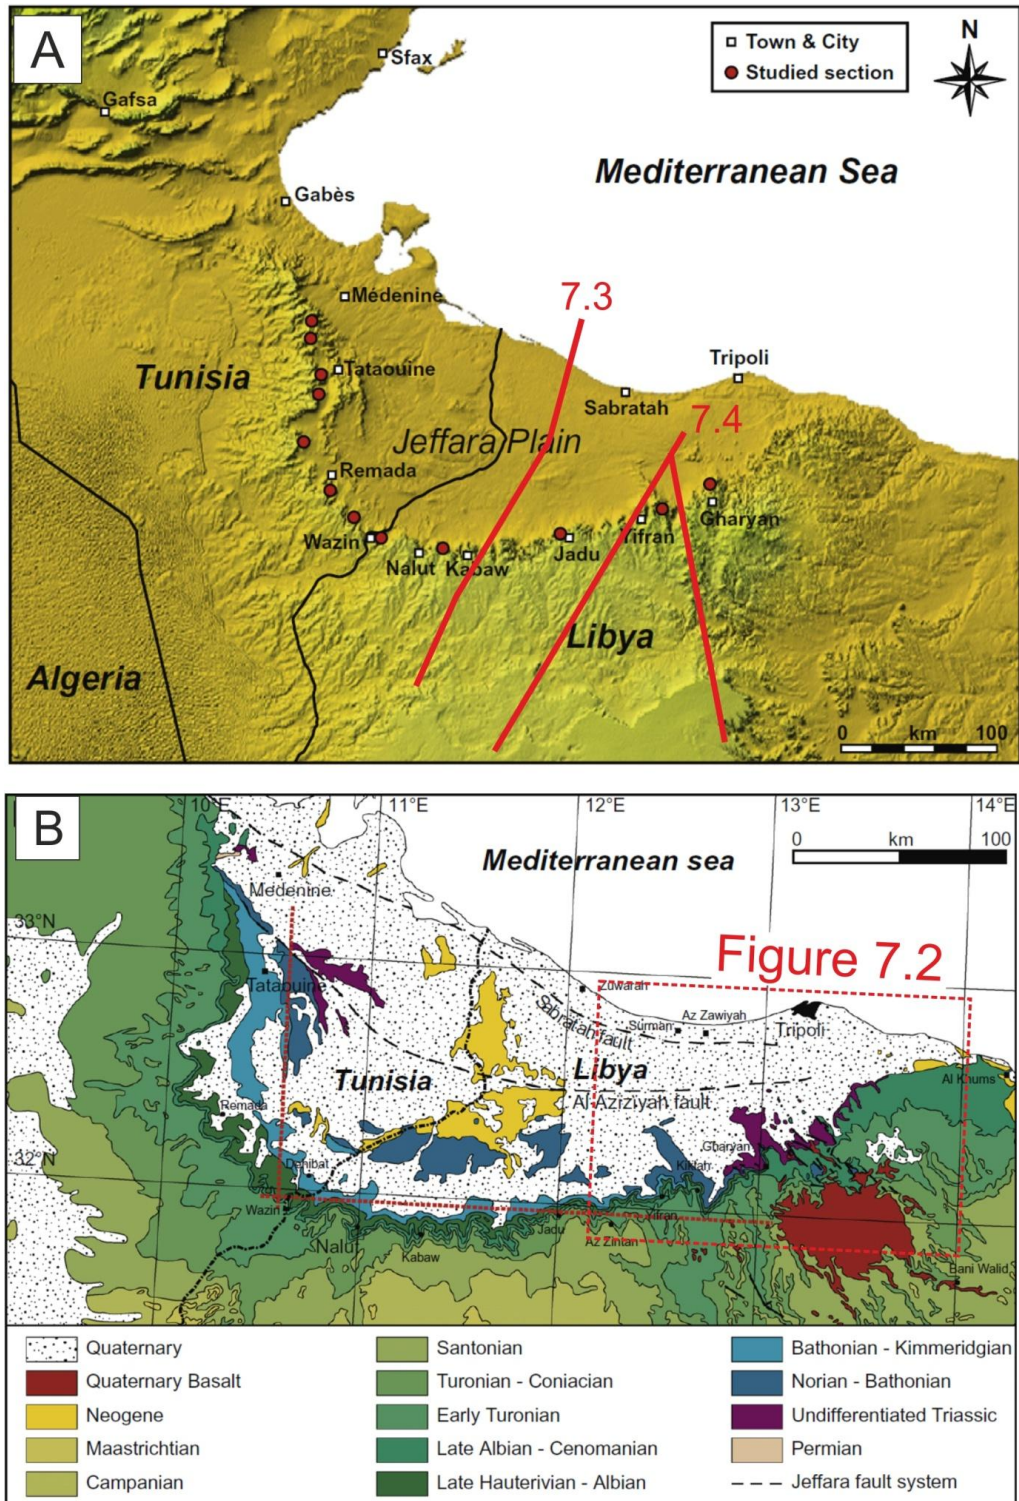 A
Sfax
Town & City
Studied section
N
Gafsa
Mediterranean Sea
Gabès
7.3
Médenine
Tripoli
Tunisia
Tataouine
Sabratah
7.4
Jeffara Plain
Remada
Gharyan
Wazin
Yifran
Nalut
Kabaw
Jadu
Libya
Algeria
0 km 100
B
10°E
11°E
12°E
13°E
14°E
0 km 100
Mediterranean sea
Medenine
33°N
Figure 7.2
Tataouine
Zuwarah
Sabratah fault
Surman
Az Zawiyah
Tripoli
Tunisia
Libya
Al Azizıyah fault
Al Khums
Remada
Gharyan
32°N
Dehibat
Kiklah
Wazin
Nalut
Kabaw
Jadu
Yifran
Az Zintan
Bani Walid
Quaternary
Quaternary Basalt
Neogene
Maastrichtian
Campanian
Santonian
Turonian - Coniacian
Early Turonian
Late Albian - Cenomanian
Late Hauterivian - Albian
Bathonian - Kimmeridgian
Norian - Bathonian
Undifferentiated Triassic
Permian
Jeffara fault system